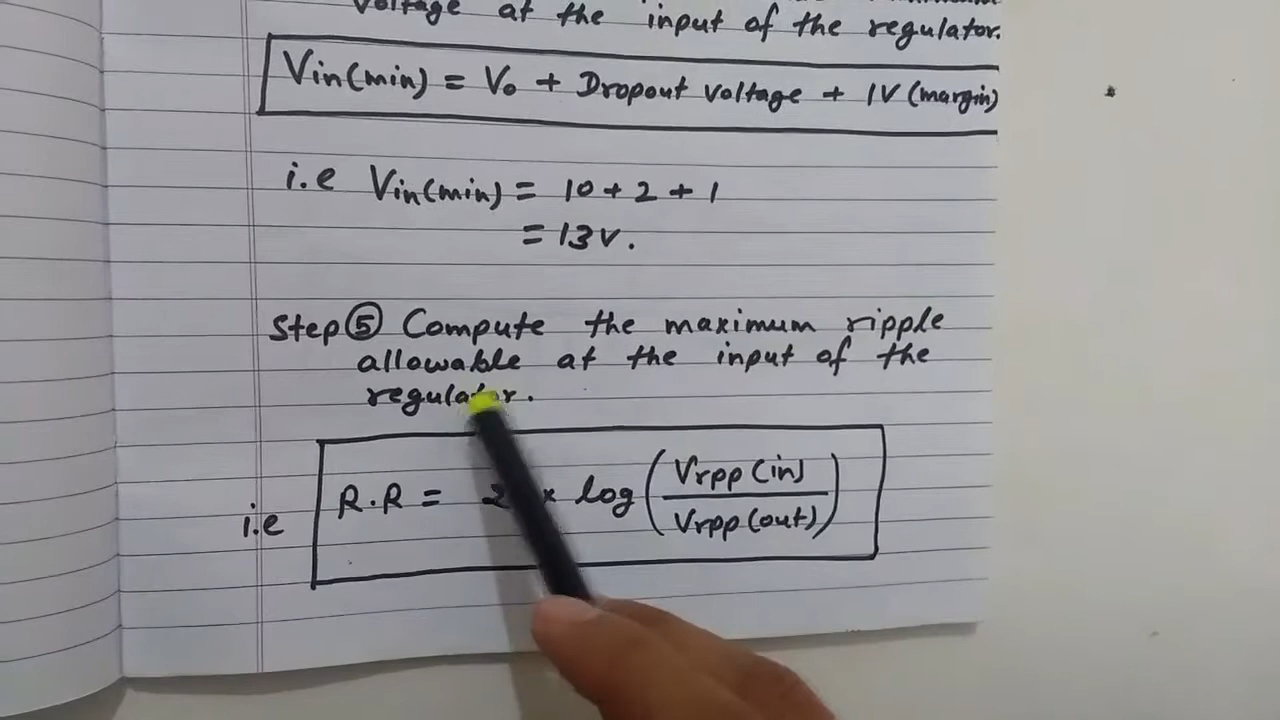 voltage at the input of the regulator.
Vin(min) = Vo + Dropout voltage + 1V (margin)
i.e Vin(min) = 10 + 2 + 1
= 13V.
Step ⑤ Compute the maximum ripple
allowable at the input of the
regulator.
i.e R.R = × log (Vrpp(in) / Vrpp(out))